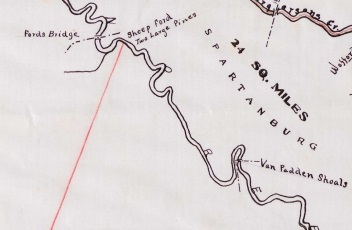 Fords Bridge
Sheep Ford
Two Large Pines
24 SQ. MILES
SPARTANBURG
Van Padden Shoals